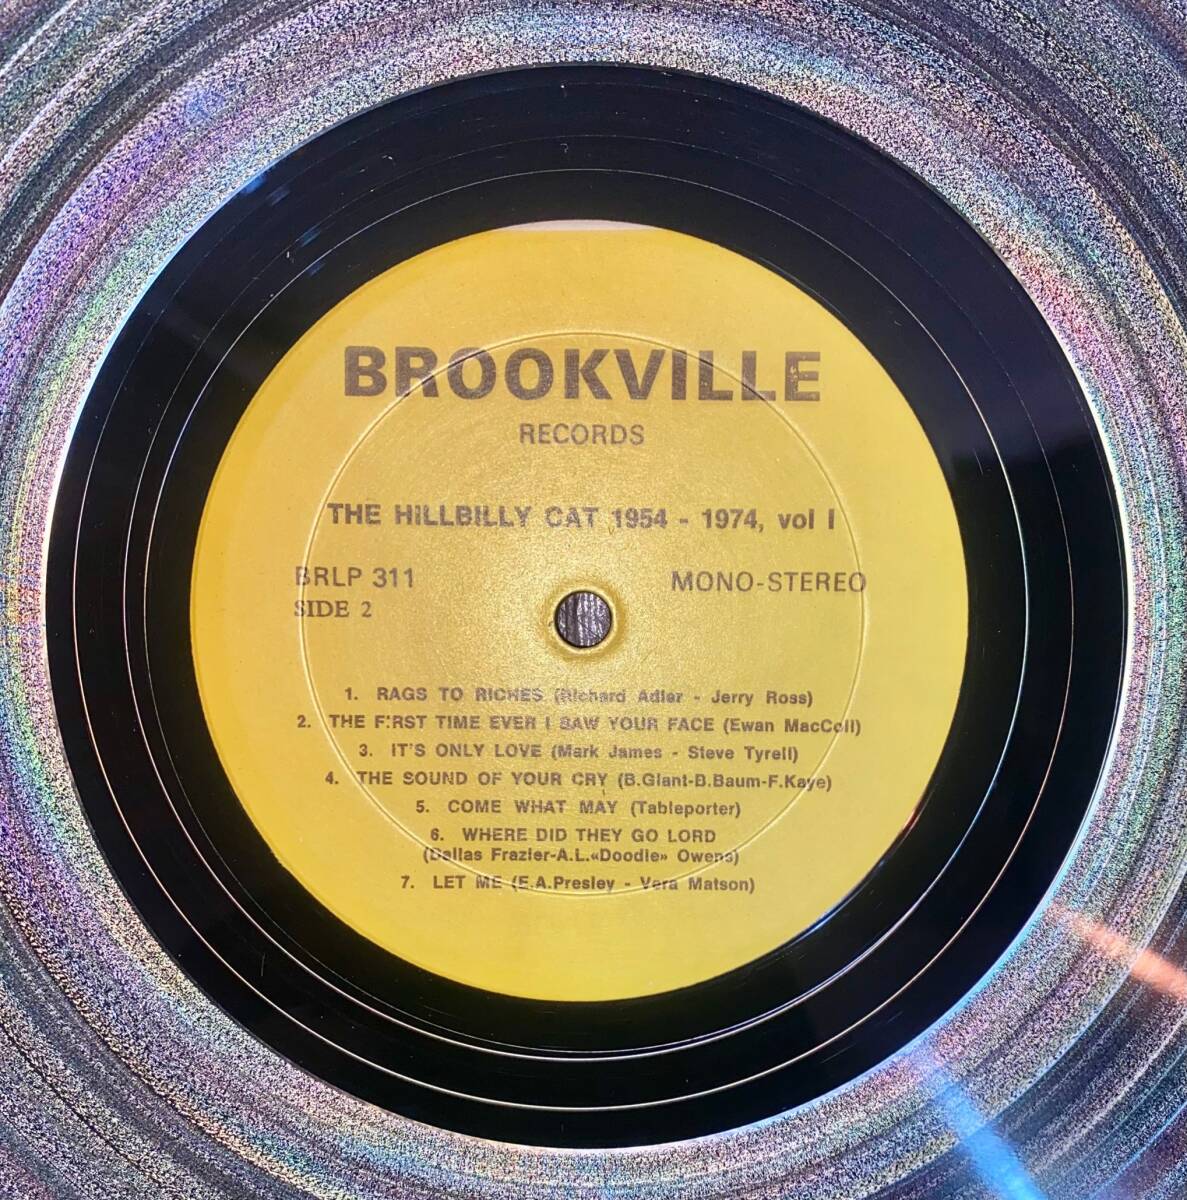 BROOKVILLE
RECORDS
THE HILLBILLY CAT 1954 - 1974, vol I
BRLP 311 MONO-STEREO
SIDE 2
1. RAGS TO RICHES (Richard Adler - Jerry Ross)
2. THE FIRST TIME EVER I SAW YOUR FACE (Ewan MacColl)
3. IT'S ONLY LOVE (Mark James - Steve Tyrell)
4. THE SOUND OF YOUR CRY (B.Giant-B.Baum-F.Kaye)
5. COME WHAT MAY (Tableporter)
6. WHERE DID THEY GO LORD
(Dallas Frazier-A.L.«Doodle» Owens)
7. LET ME (E.A.Presley - Vera Matson)